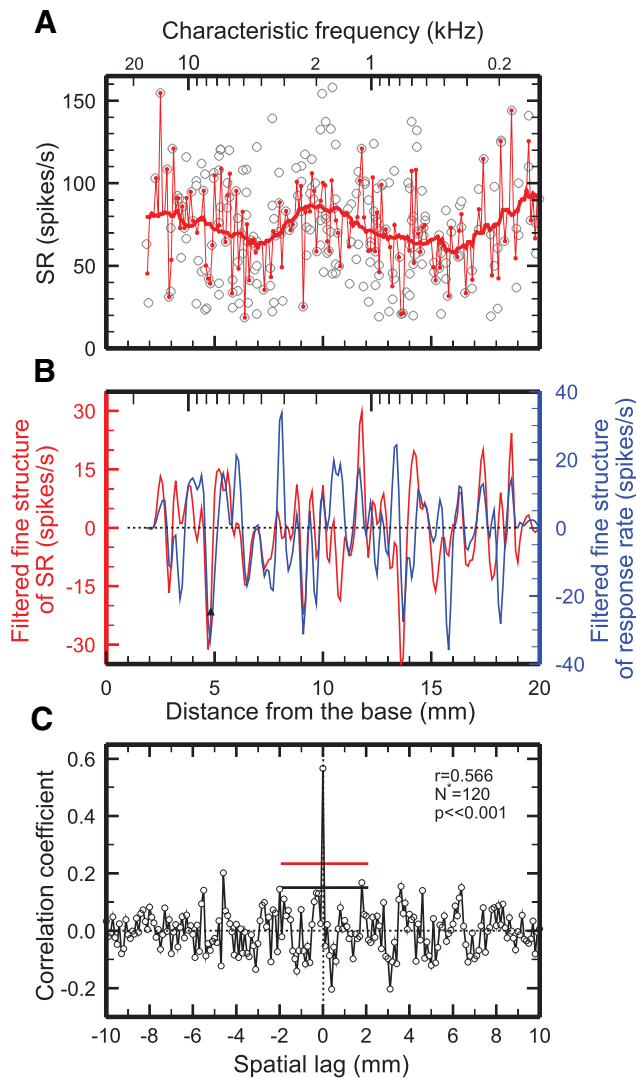 A
Characteristic frequency (kHz)
20 10 2 1 0.2
SR (spikes/s)
150
100
50
0
B
Filtered fine structure
of SR (spikes/s)
30
15
0
-15
-30
40
20
0
-20
-40
Filtered fine structure
of response rate (spikes/s)
0 5 10 15 20
Distance from the base (mm)
C
Correlation coefficient
0.6
0.4
0.2
0.0
-0.2
r=0.566
N*=120
p<<0.001
-10 -8 -6 -4 -2 0 2 4 6 8 10
Spatial lag (mm)